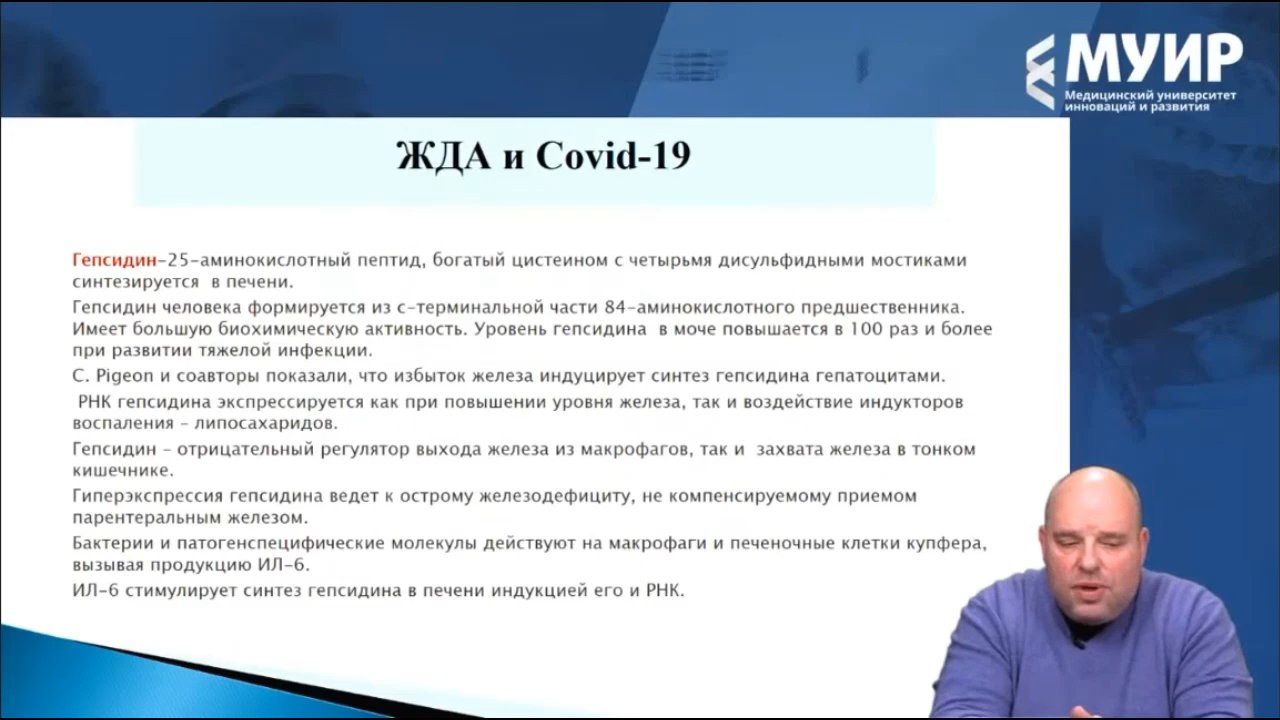 МУИР
Медицинский университет
инноваций и развития
ЖДА и Covid-19
Гепсидин-25-аминокислотный пептид, богатый цистеином с четырьмя дисульфидными мостиками
синтезируется в печени.
Гепсидин человека формируется из с-терминальной части 84-аминокислотного предшественника.
Имеет большую биохимическую активность. Уровень гепсидина в моче повышается в 100 раз и более
при развитии тяжелой инфекции.
C. Pigeon и соавторы показали, что избыток железа индуцирует синтез гепсидина гепатоцитами.
РНК гепсидина экспрессируется как при повышении уровня железа, так и воздействие индукторов
воспаления – липосахаридов.
Гепсидин – отрицательный регулятор выхода железа из макрофагов, так и захвата железа в тонком
кишечнике.
Гиперэкспрессия гепсидина ведет к острому железодефициту, не компенсируемому приемом
парентеральным железом.
Бактерии и патогенспецифические молекулы действуют на макрофаги и печеночные клетки купфера,
вызывая продукцию ИЛ-6.
ИЛ-6 стимулирует синтез гепсидина в печени индукцией его и РНК.